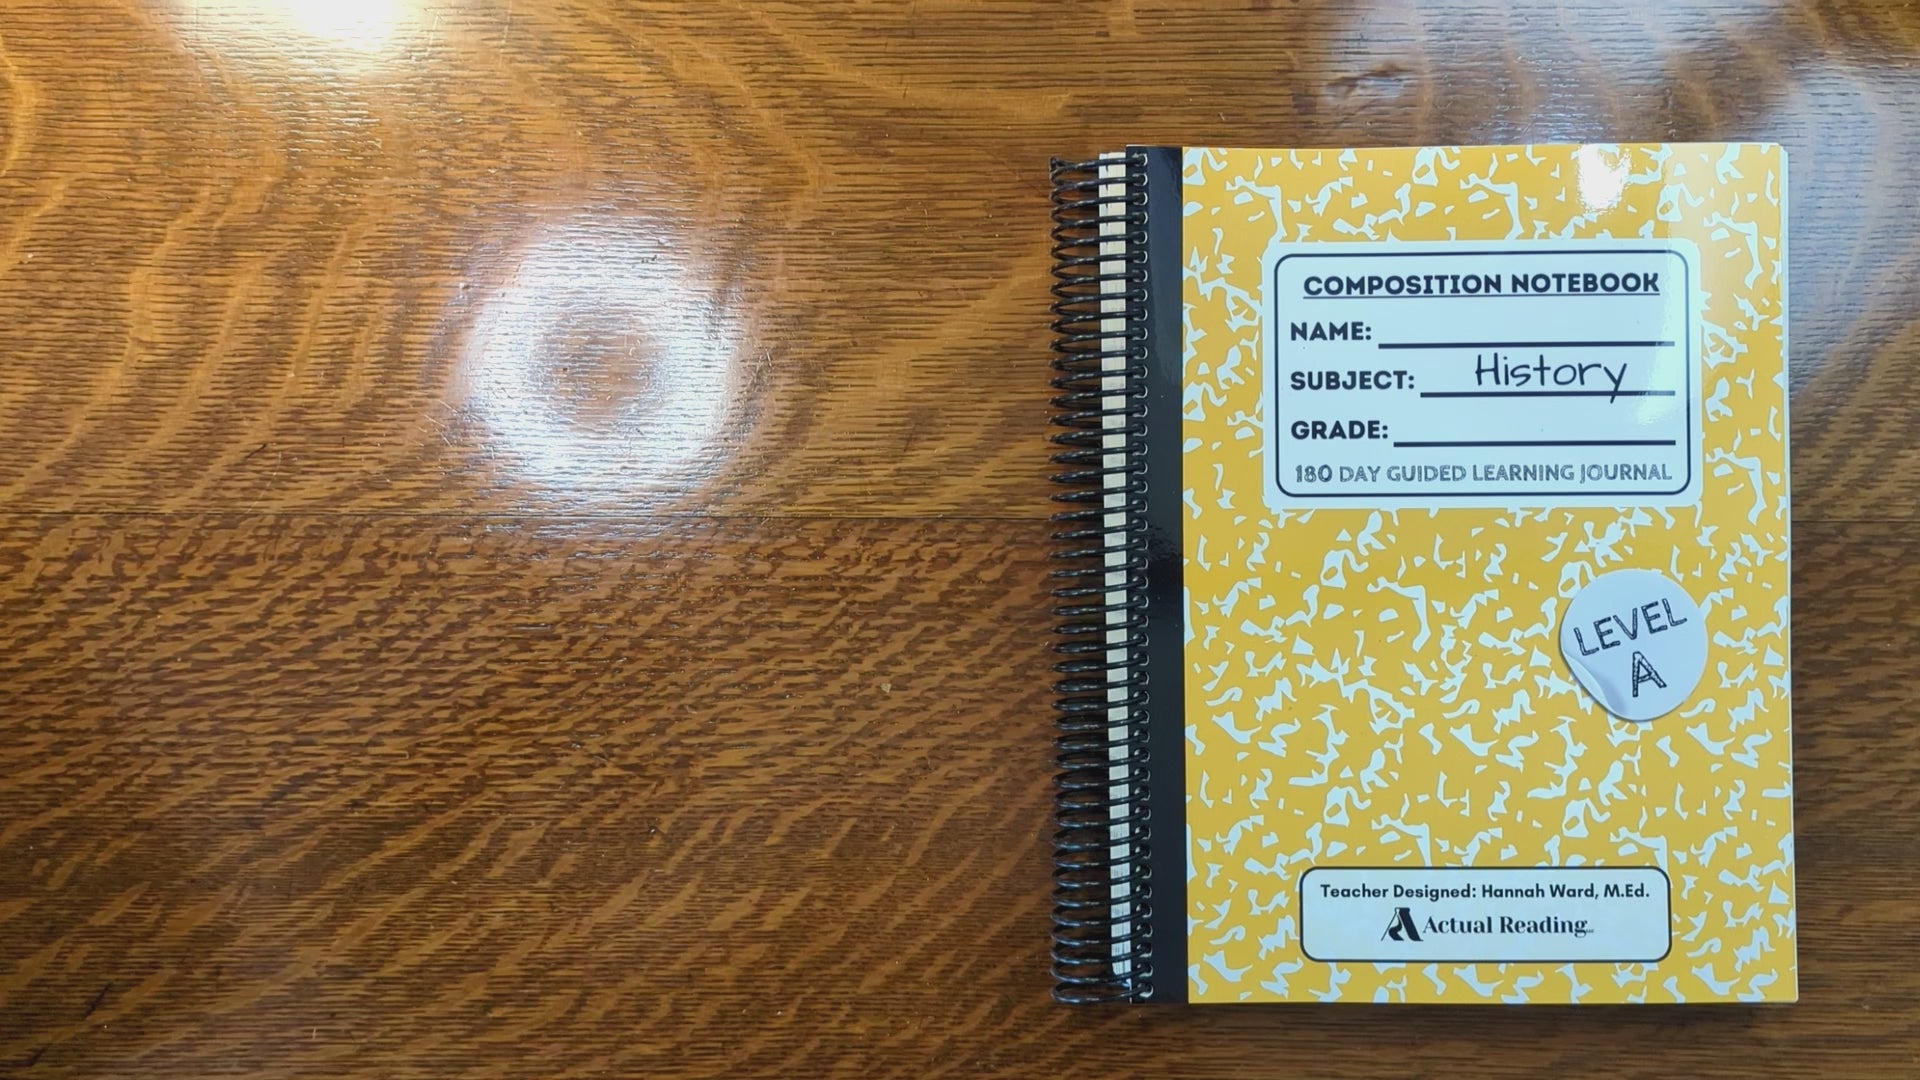 COMPOSITION NOTEBOOK
NAME:
SUBJECT: History
GRADE:
180 DAY GUIDED LEARNING JOURNAL
LEVEL
A
Teacher Designed: Hannah Ward, M.Ed.
Actual Reading